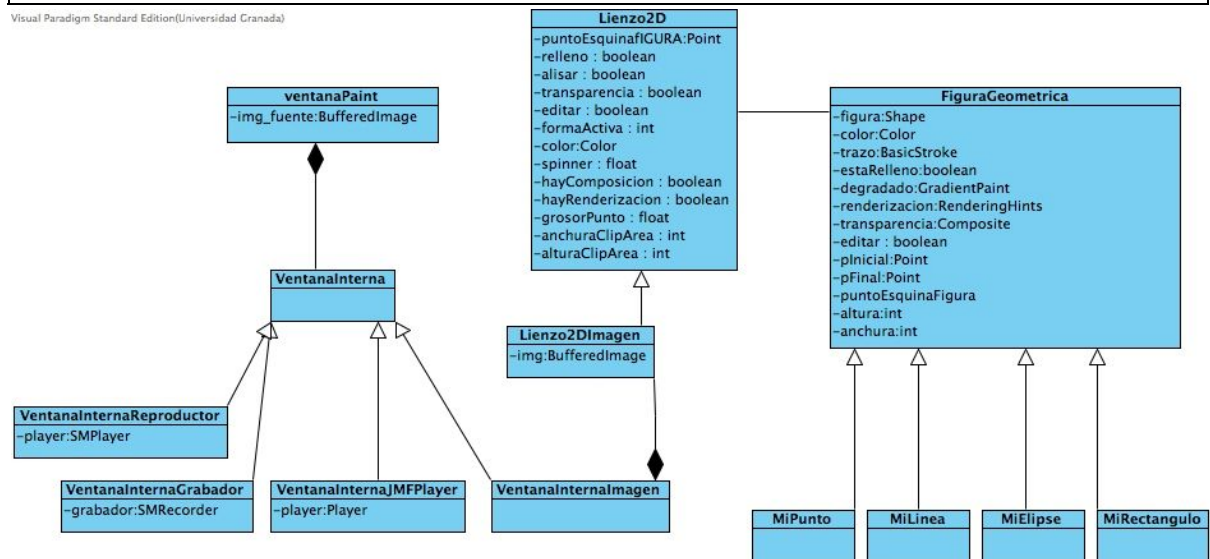 Visual Paradigm Standard Edition(Universidad Granada)
Lienzo2D
-puntoEsquinafIGURA:Point
-relleno : boolean
-alisar : boolean
-transparencia : boolean
-editar : boolean
-formaActiva : int
-color:Color
-spinner : float
-hayComposicion : boolean
-hayRenderizacion : boolean
-grosorPunto : float
-anchuraClipArea : int
-alturaClipArea : int
ventanaPaint
-img_fuente:BufferedImage
FiguraGeometrica
-figura:Shape
-color:Color
-trazo:BasicStroke
-estaRelleno:boolean
-degradado:GradientPaint
-renderizacion:RenderingHints
-transparencia:Composite
-editar : boolean
-pInicial:Point
-pFinal:Point
-puntoEsquinaFigura
-altura:int
-anchura:int
VentanaInterna
Lienzo2DImagen
-img:BufferedImage
VentanaInternaReproductor
-player:SMPlayer
VentanaInternaGrabador
-grabador:SMRecorder
VentanaInternaJMFPlayer
-player:Player
VentanaInternaImagen
MiPunto
MiLinea
MiElipse
MiRectangulo